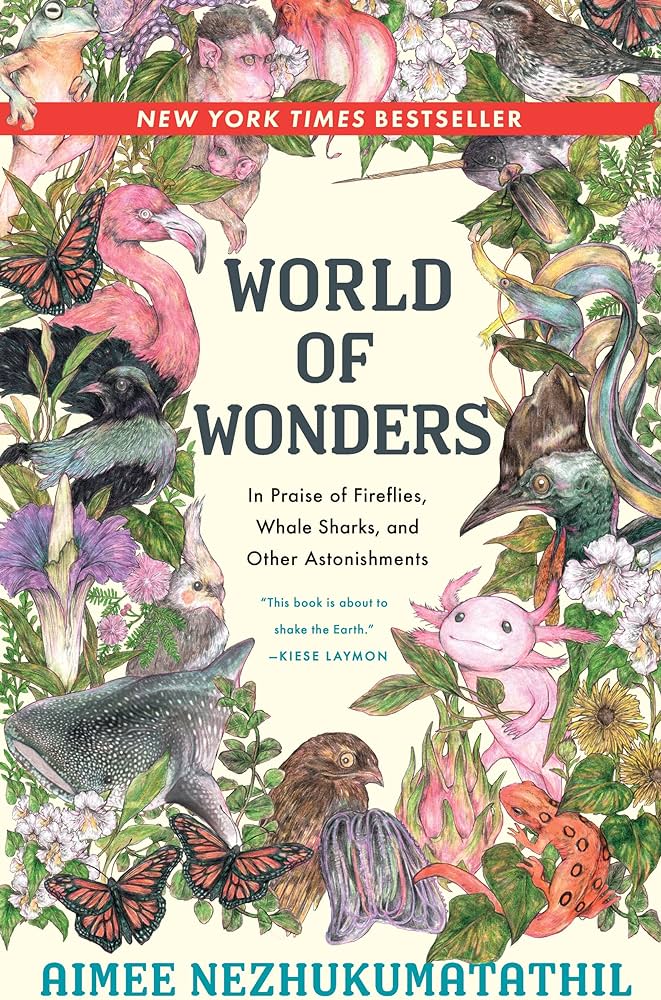 NEW YORK TIMES BESTSELLER
WORLD
OF
WONDERS
In Praise of Fireflies,
Whale Sharks, and
Other Astonishments
“This book is about to
shake the Earth.”
—KIESE LAYMON
AIMEE NEZHUKUMATATHIL